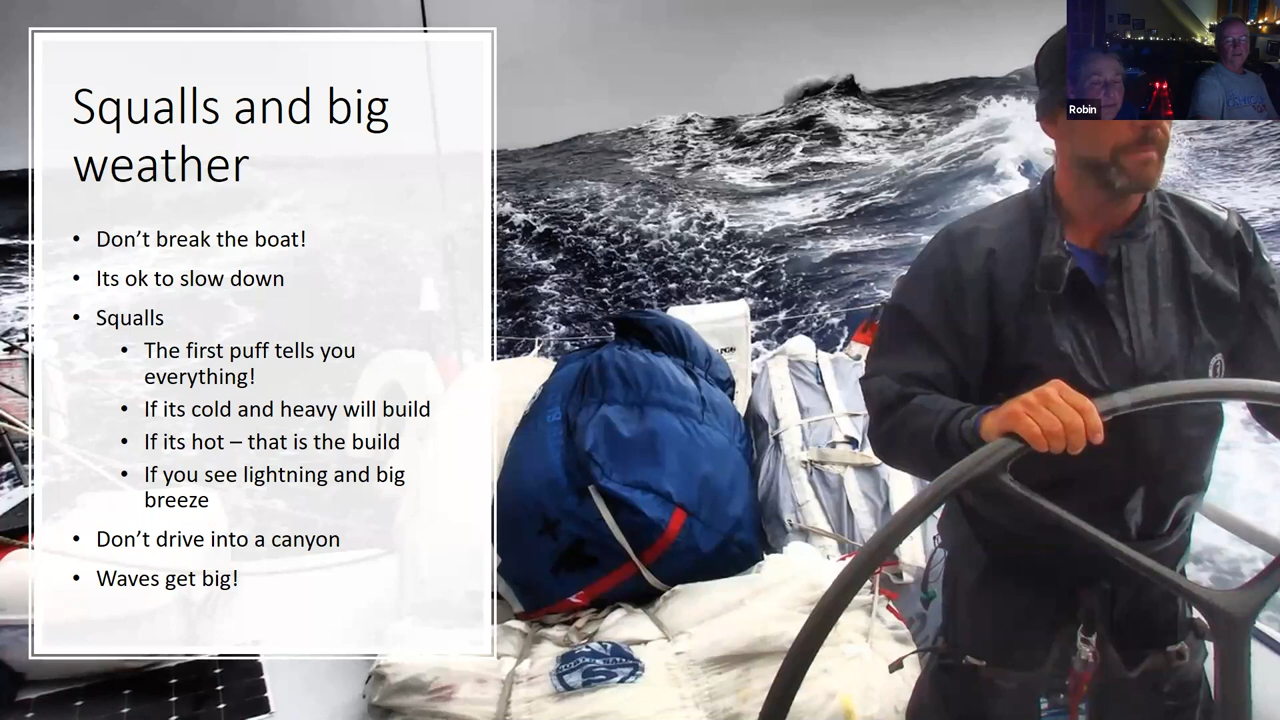 Squalls and big
weather
• Don’t break the boat!
• Its ok to slow down
• Squalls
• The first puff tells you
everything!
• If its cold and heavy will build
• If its hot – that is the build
• If you see lightning and big
breeze
• Don’t drive into a canyon
• Waves get big!
Robin